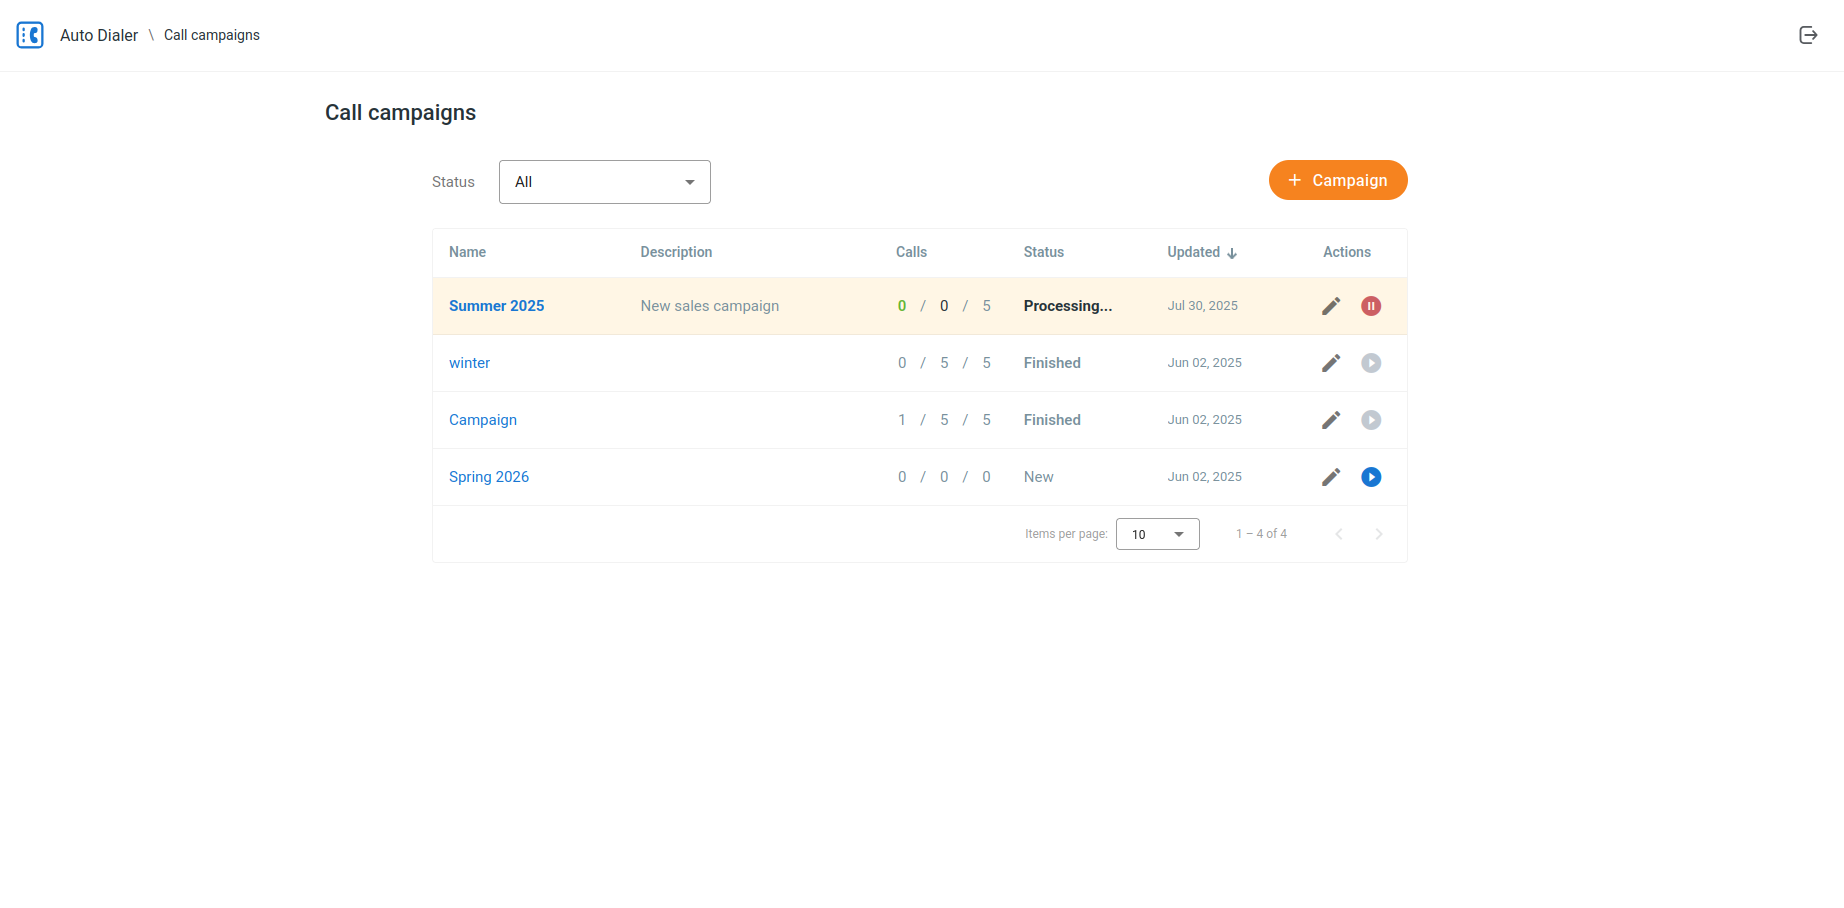 Auto Dialer \ Call campaigns
Call campaigns
Status All + Campaign
Name Description Calls Status Updated Actions
Summer 2025 New sales campaign 0 / 0 / 5 Processing... Jul 30, 2025
winter 0 / 5 / 5 Finished Jun 02, 2025
Campaign 1 / 5 / 5 Finished Jun 02, 2025
Spring 2026 0 / 0 / 0 New Jun 02, 2025
Items per page: 10 1 – 4 of 4